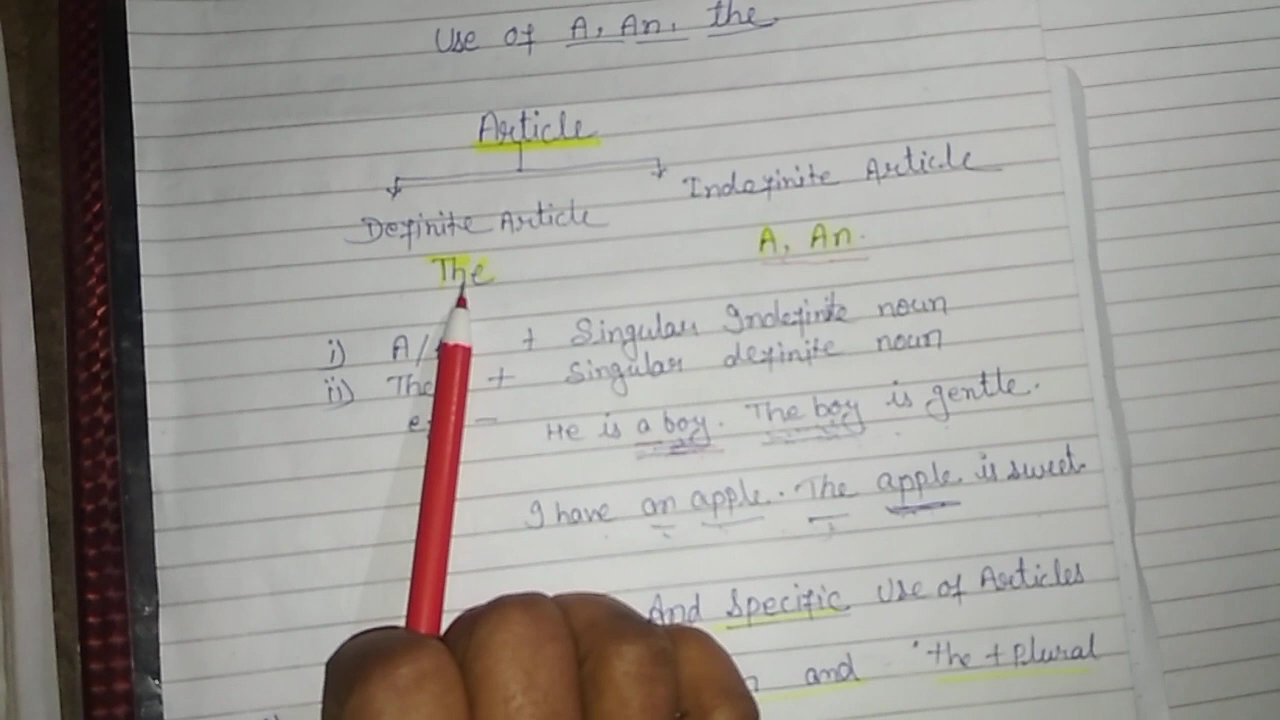 Use of A, An, the
Article
Definite Article
Indefinite Article
The
A, An.
i) A/ + Singular Indefinite noun
ii) The + Singular definite noun
He is a boy. The boy is gentle.
I have an apple. The apple is sweet
And Specific Use of Articles
and the + Plural